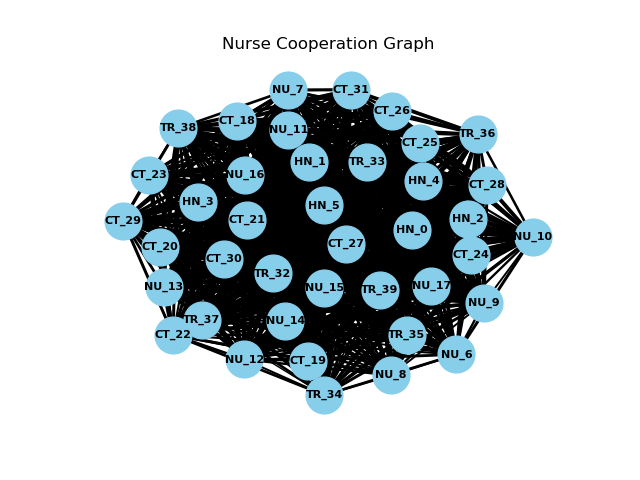 Nurse Cooperation Graph
NU_7
CT_31
CT_26
CT_18
TR_38
NU_11
TR_36
CT_25
HN_1
TR_33
CT_23
NU_16
HN_4
CT_28
HN_3
HN_5
CT_29
CT_21
HN_2
HN_0
NU_10
CT_20
CT_27
CT_24
CT_30
TR_32
NU_13
NU_15
TR_39
NU_17
NU_9
TR_37
NU_14
CT_22
TR_35
NU_12
CT_19
NU_6
NU_8
TR_34